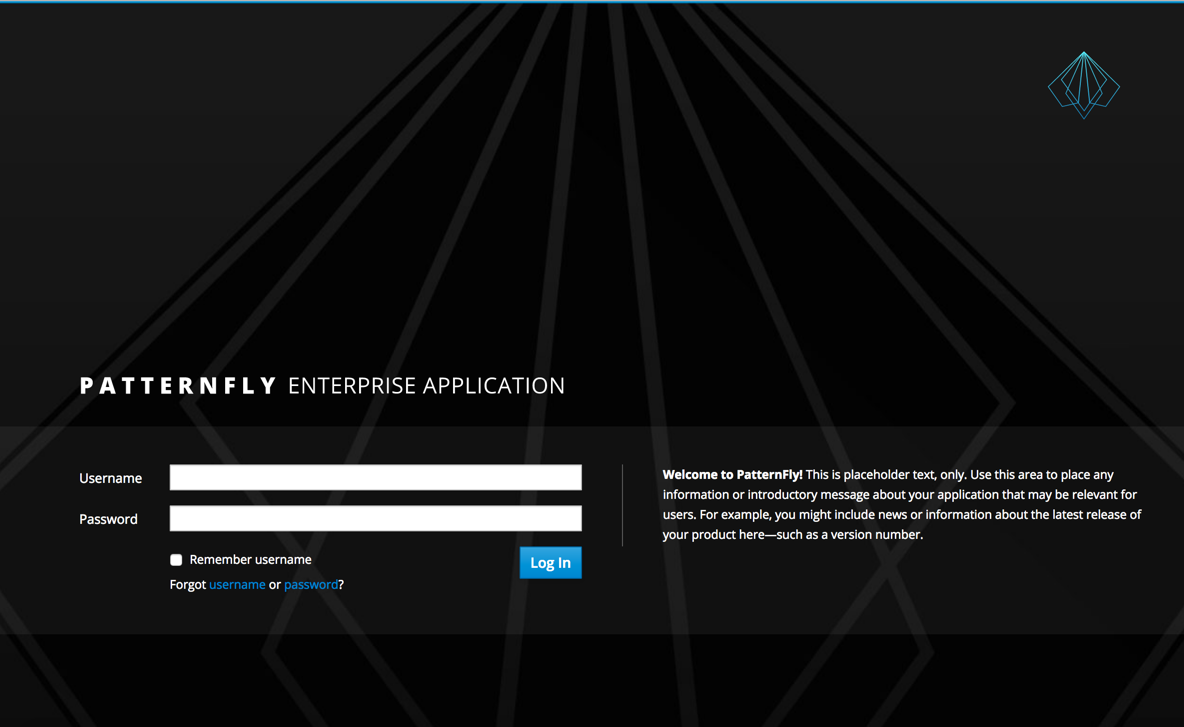 PATTERNFLY ENTERPRISE APPLICATION
Username
Password
Remember username
Log In
Forgot username or password?
Welcome to PatternFly! This is placeholder text, only. Use this area to place any
information or introductory message about your application that may be relevant for
users. For example, you might include news or information about the latest release of
your product here—such as a version number.